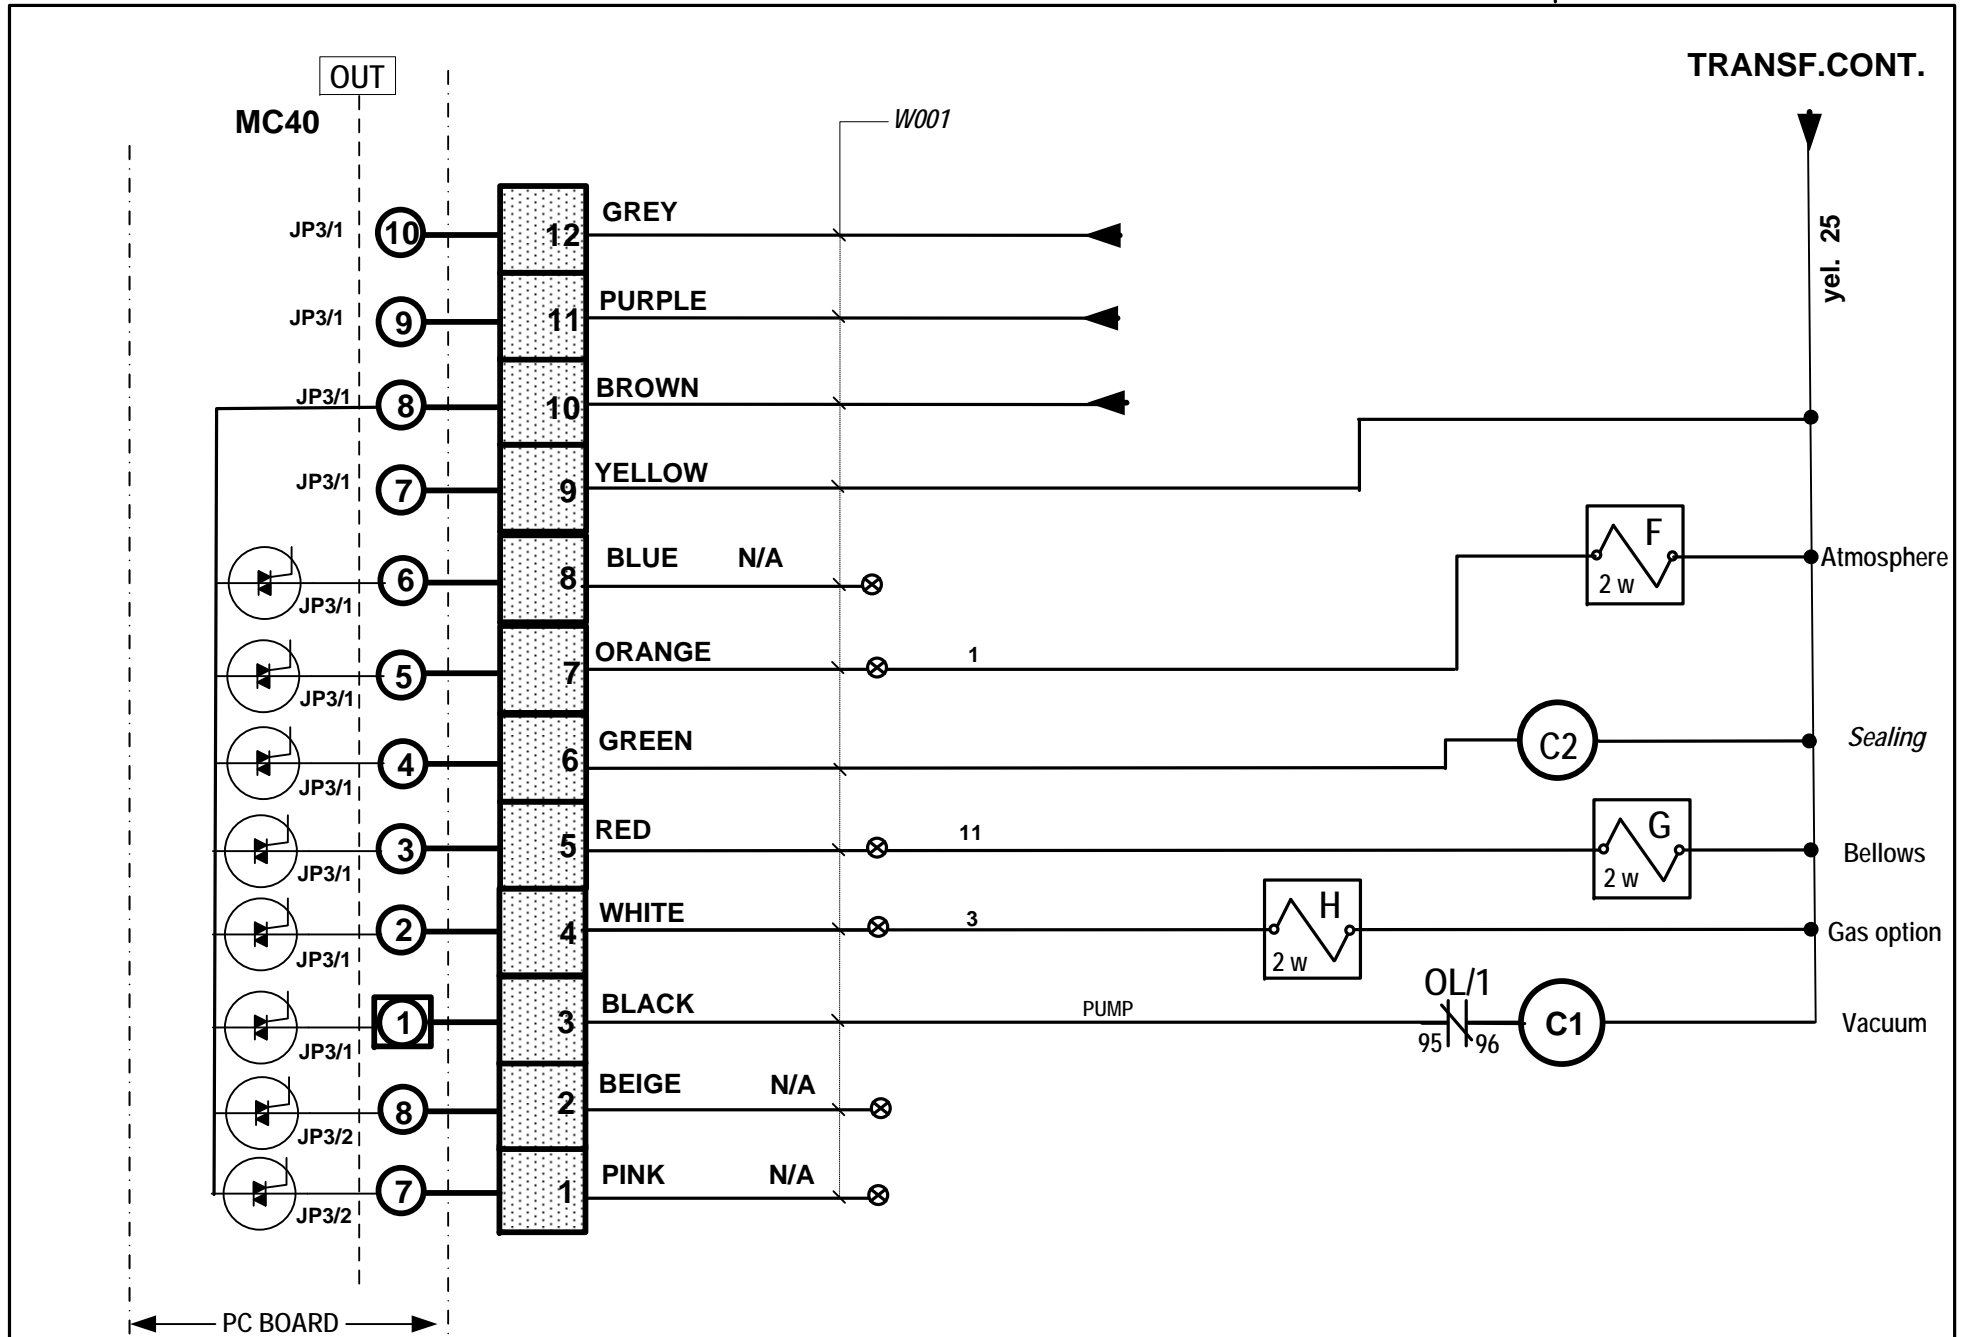 TRANSF.CONT.
OUT
MC40
W001
yel. 25
JP3/1 10 12 GREY
JP3/1 9 11 PURPLE
JP3/1 8 10 BROWN
JP3/1 7 9 YELLOW
JP3/1 6 8 BLUE N/A
F
2 w
Atmosphere
JP3/1 5 7 ORANGE 1
JP3/1 4 6 GREEN C2 Sealing
JP3/1 3 5 RED 11
G
2 w
Bellows
JP3/1 2 4 WHITE 3
H
2 w
Gas option
JP3/1 1 3 BLACK PUMP
OL/1
95 96
C1 Vacuum
JP3/2 8 2 BEIGE N/A
JP3/2 7 1 PINK N/A
PC BOARD